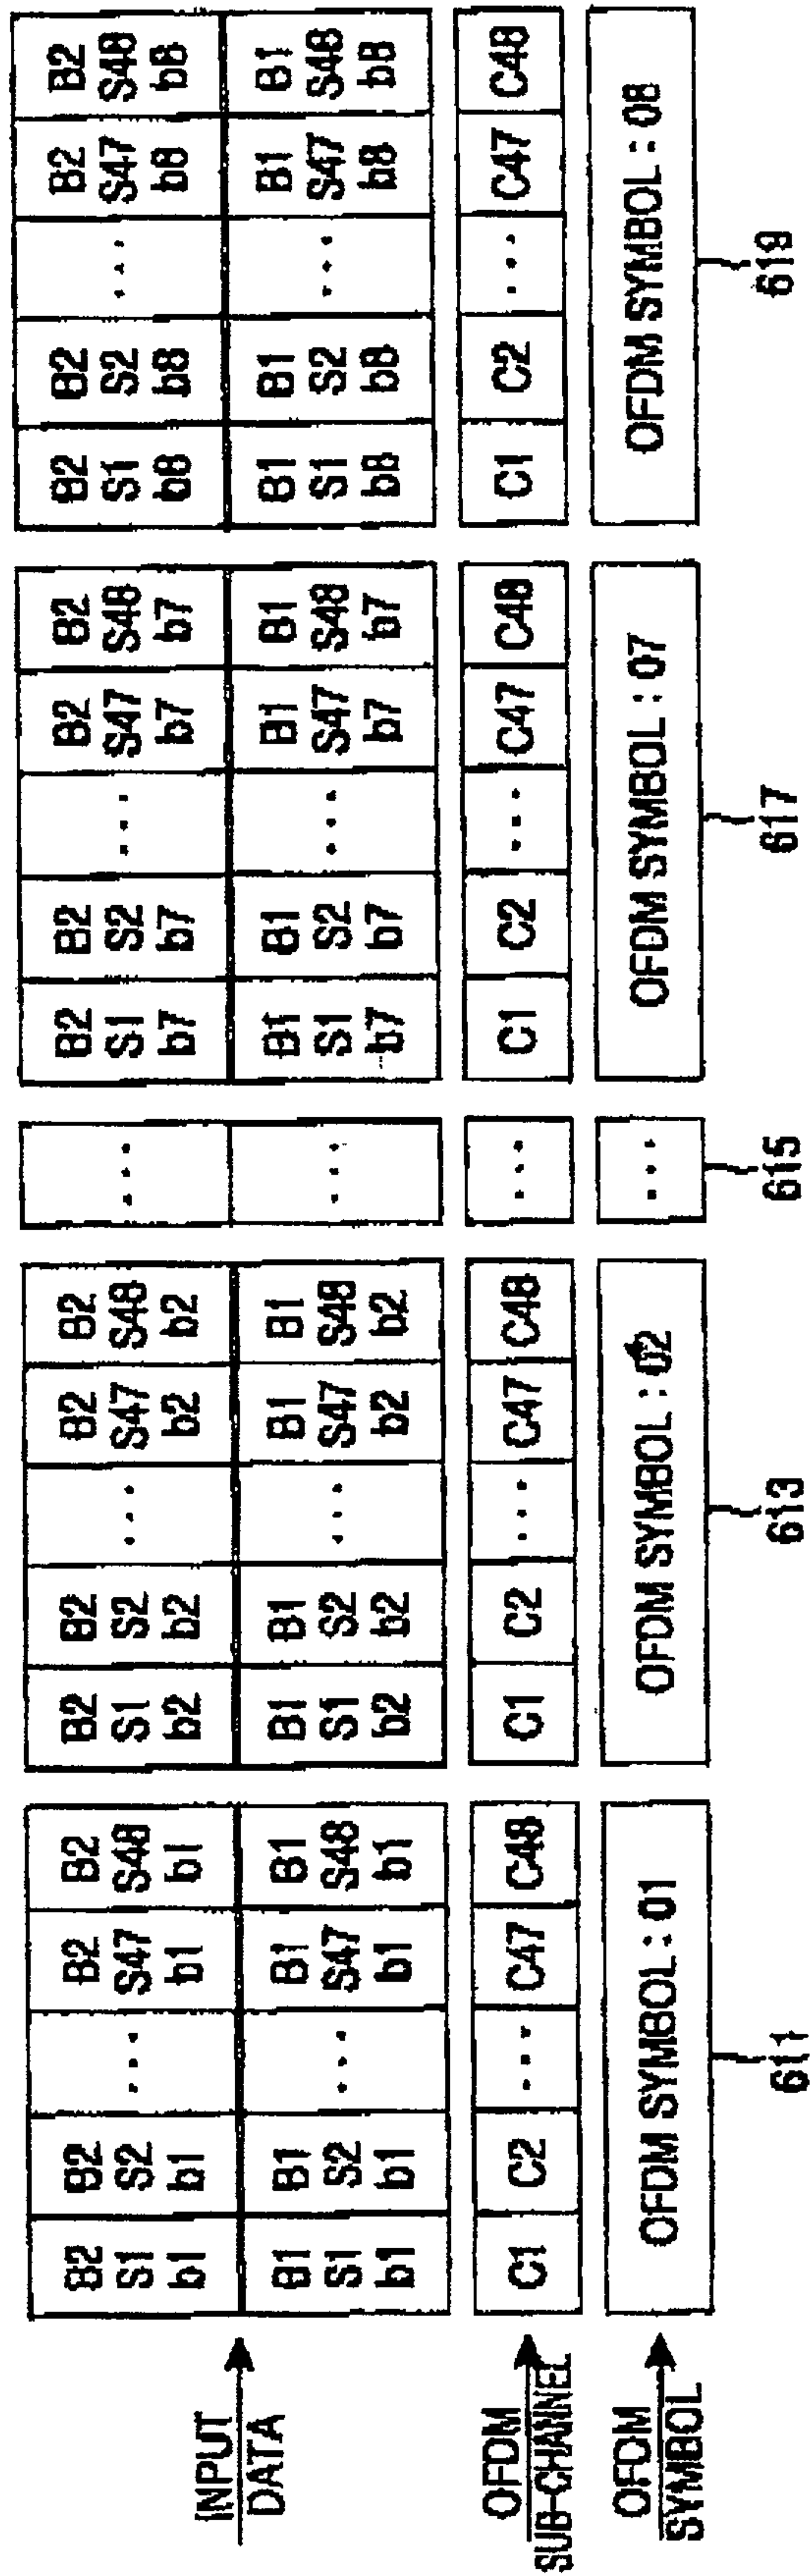 INPUT DATA
B2 B2 ... B2 B2
S1 S2 S47 S48
b1 b1 b1 b1
B1 B1 ... B1 B1
S1 S2 S47 S48
b1 b1 b1 b1
B2 B2 ... B2 B2
S1 S2 S47 S48
b2 b2 b2 b2
B1 B1 ... B1 B1
S1 S2 S47 S48
b2 b2 b2 b2
...
...
B2 B2 ... B2 B2
S1 S2 S47 S48
b7 b7 b7 b7
B1 B1 ... B1 B1
S1 S2 S47 S48
b7 b7 b7 b7
B2 B2 ... B2 B2
S1 S2 S47 S48
b8 b8 b8 b8
B1 B1 ... B1 B1
S1 S2 S47 S48
b8 b8 b8 b8
OFDM
SUB-CHANNEL
C1 C2 ... C47 C48
C1 C2 ... C47 C48
...
C1 C2 ... C47 C48
C1 C2 ... C47 C48
OFDM
SYMBOL
OFDM SYMBOL : 01
OFDM SYMBOL : 02
...
OFDM SYMBOL : 07
OFDM SYMBOL : 08
611
613
615
617
619